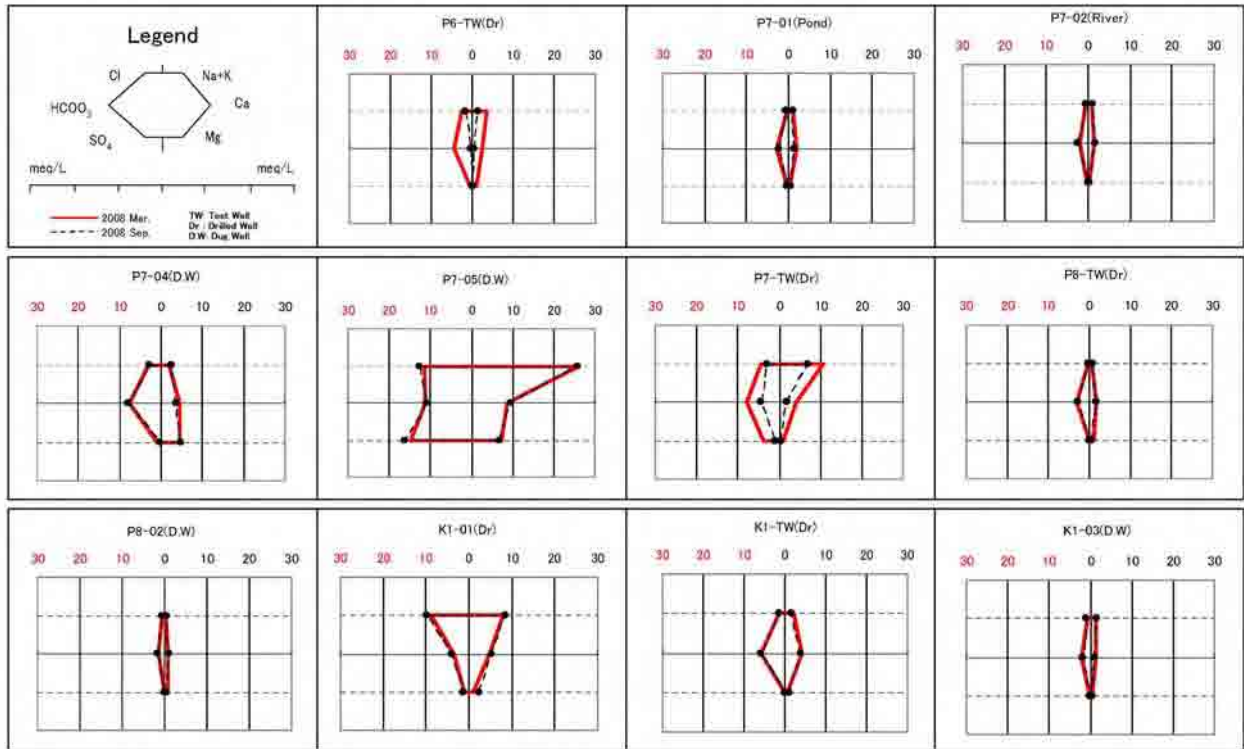 Legend
Cl
Na+K
HCOO3
Ca
SO4
Mg
meq/L
meq/L
2008 Mar.
2008 Sep.
TW: Test Well
Dr : Drilled Well
D.W: Dug Well
P6-TW(Dr)
30 20 10 0 10 20 30
P7-01(Pond)
30 20 10 0 10 20 30
P7-02(River)
30 20 10 0 10 20 30
P7-04(D.W)
30 20 10 0 10 20 30
P7-05(D.W)
30 20 10 0 10 20 30
P7-TW(Dr)
30 20 10 0 10 20 30
P8-TW(Dr)
30 20 10 0 10 20 30
P8-02(D.W)
30 20 10 0 10 20 30
K1-01(Dr)
30 20 10 0 10 20 30
K1-TW(Dr)
30 20 10 0 10 20 30
K1-03(D.W)
30 20 10 0 10 20 30